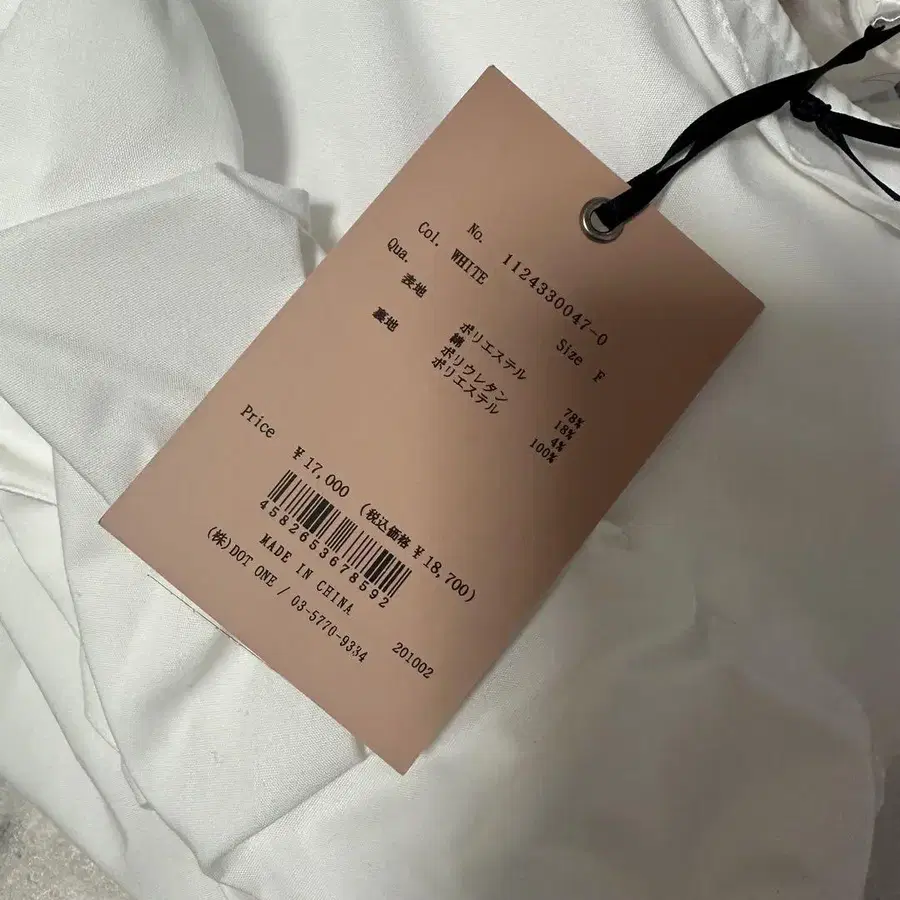 No. 1124330047-0
Col. WHITE Size F
Qua.
表地 ポリエステル 78%
綿 18%
ポリウレタン 4%
裏地 ポリエステル 100%
Price ¥17,000 (税込価格 ¥18,700)
4582653678592
MADE IN CHINA 201002
(株)DOT ONE / 03-5770-9334